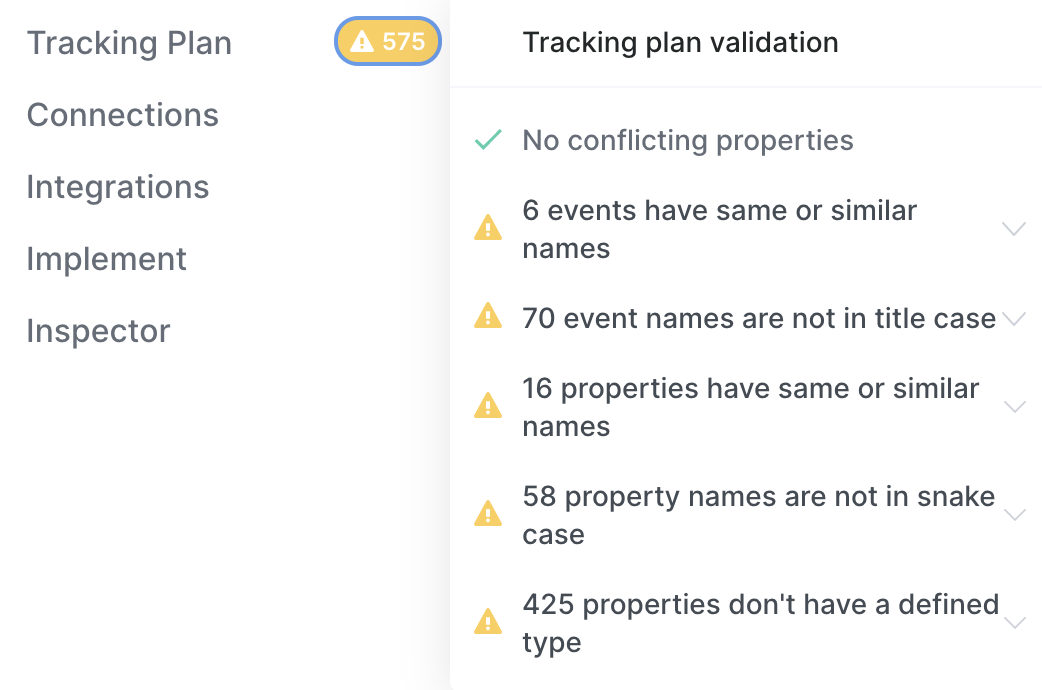 Tracking Plan
575
Connections
Integrations
Implement
Inspector
Tracking plan validation
No conflicting properties
6 events have same or similar
names
70 event names are not in title case
16 properties have same or similar
names
58 property names are not in snake
case
425 properties don't have a defined
type